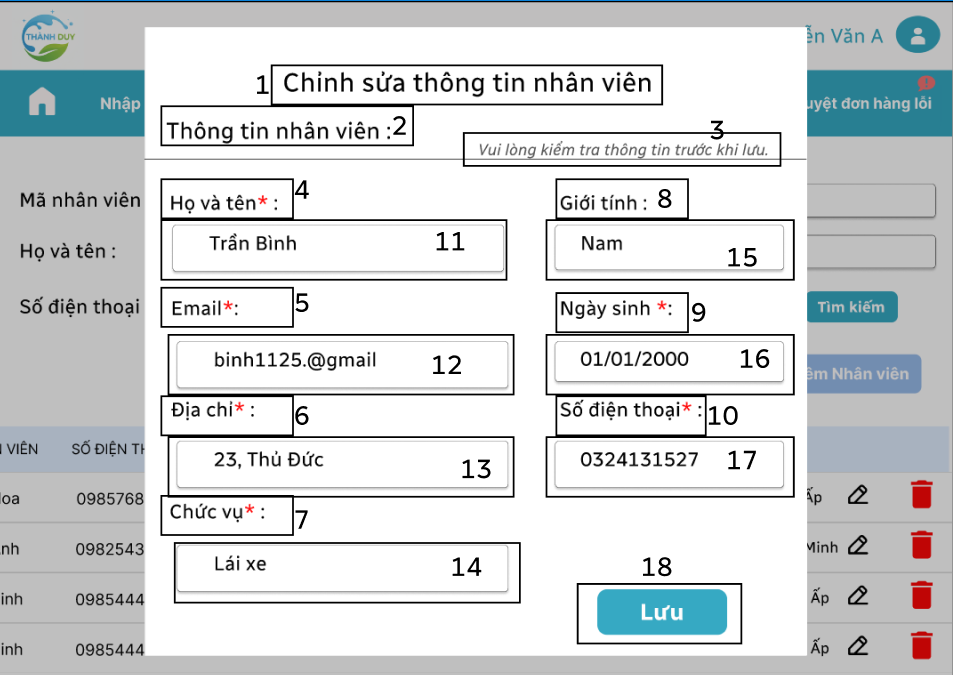 THÀNH DUY
ễn Văn A
1 Chỉnh sửa thông tin nhân viên
Nhập
uyệt đơn hàng lỗi
Thông tin nhân viên :2
3
Vui lòng kiểm tra thông tin trước khi lưu.
Mã nhân viên
Họ và tên* : 4
Giới tính : 8
Trần Bình 11
Nam 15
Họ và tên :
Email*: 5
Ngày sinh *: 9
Số điện thoại
Tìm kiếm
binh1125.@gmail 12
01/01/2000 16
êm Nhân viên
Địa chỉ* : 6
Số điện thoại* : 10
VIÊN SỐ ĐIỆN TH
23, Thủ Đức 13
0324131527 17
oa 0985768
Ấp
Chức vụ* : 7
nh 0982543
Minh
Lái xe 14
18
inh 0985444
Ấp
Lưu
inh 0985444
Ấp